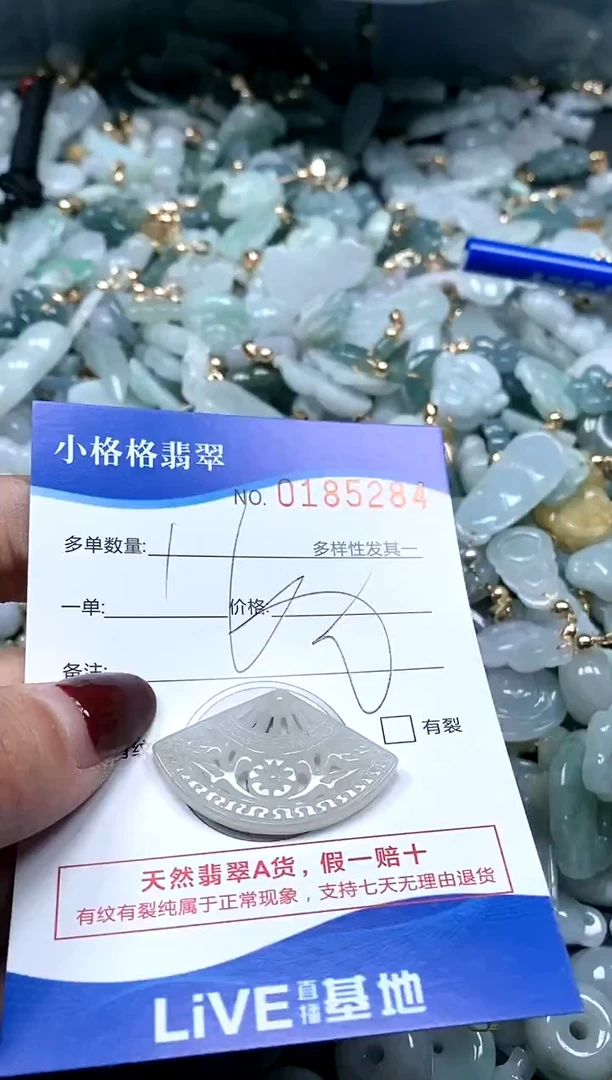 小格格翡翠
NO. 0185284
多单数量: 多样性发其一
一单: 价格:
备注:
有裂
天然翡翠A货，假一赔十
有纹有裂纯属于正常现象，支持七天无理由退货
LiVE直播基地